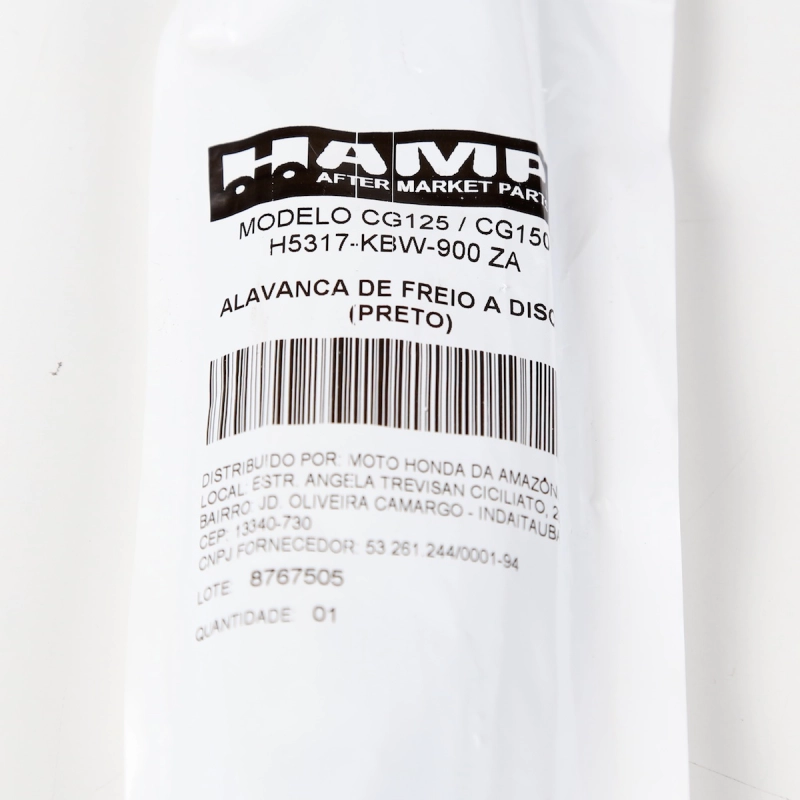 HAMP
AFTER MARKET PART
MODELO CG125 / CG150
H5317-KBW-900 ZA
ALAVANCA DE FREIO A DISC
(PRETO)
DISTRIBUIDO POR: MOTO HONDA DA AMAZÔN
LOCAL: ESTR. ANGELA TREVISAN CICILIATO, 2
BAIRRO: JD. OLIVEIRA CAMARGO - INDAITAUBA
CEP: 13340-730
CNPJ FORNECEDOR: 53.261.244/0001-94
LOTE: 8767505
QUANTIDADE: 01